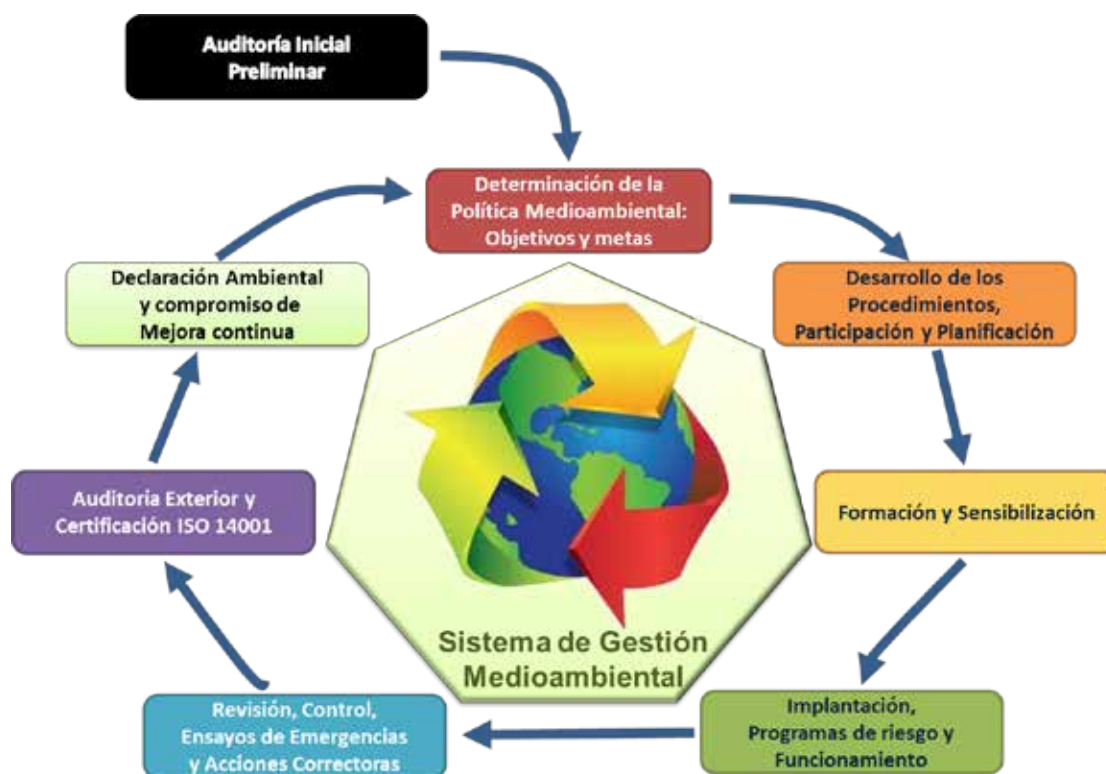 Auditoría Inicial
Preliminar
Determinación de la
Política Medioambiental:
Objetivos y metas
Desarrollo de los
Procedimientos,
Participación y Planificación
Formación y Sensibilización
Implantación,
Programas de riesgo y
Funcionamiento
Revisión, Control,
Ensayos de Emergencias
y Acciones Correctoras
Auditoria Exterior y
Certificación ISO 14001
Declaración Ambiental
y compromiso de
Mejora continua
Sistema de Gestión
Medioambiental